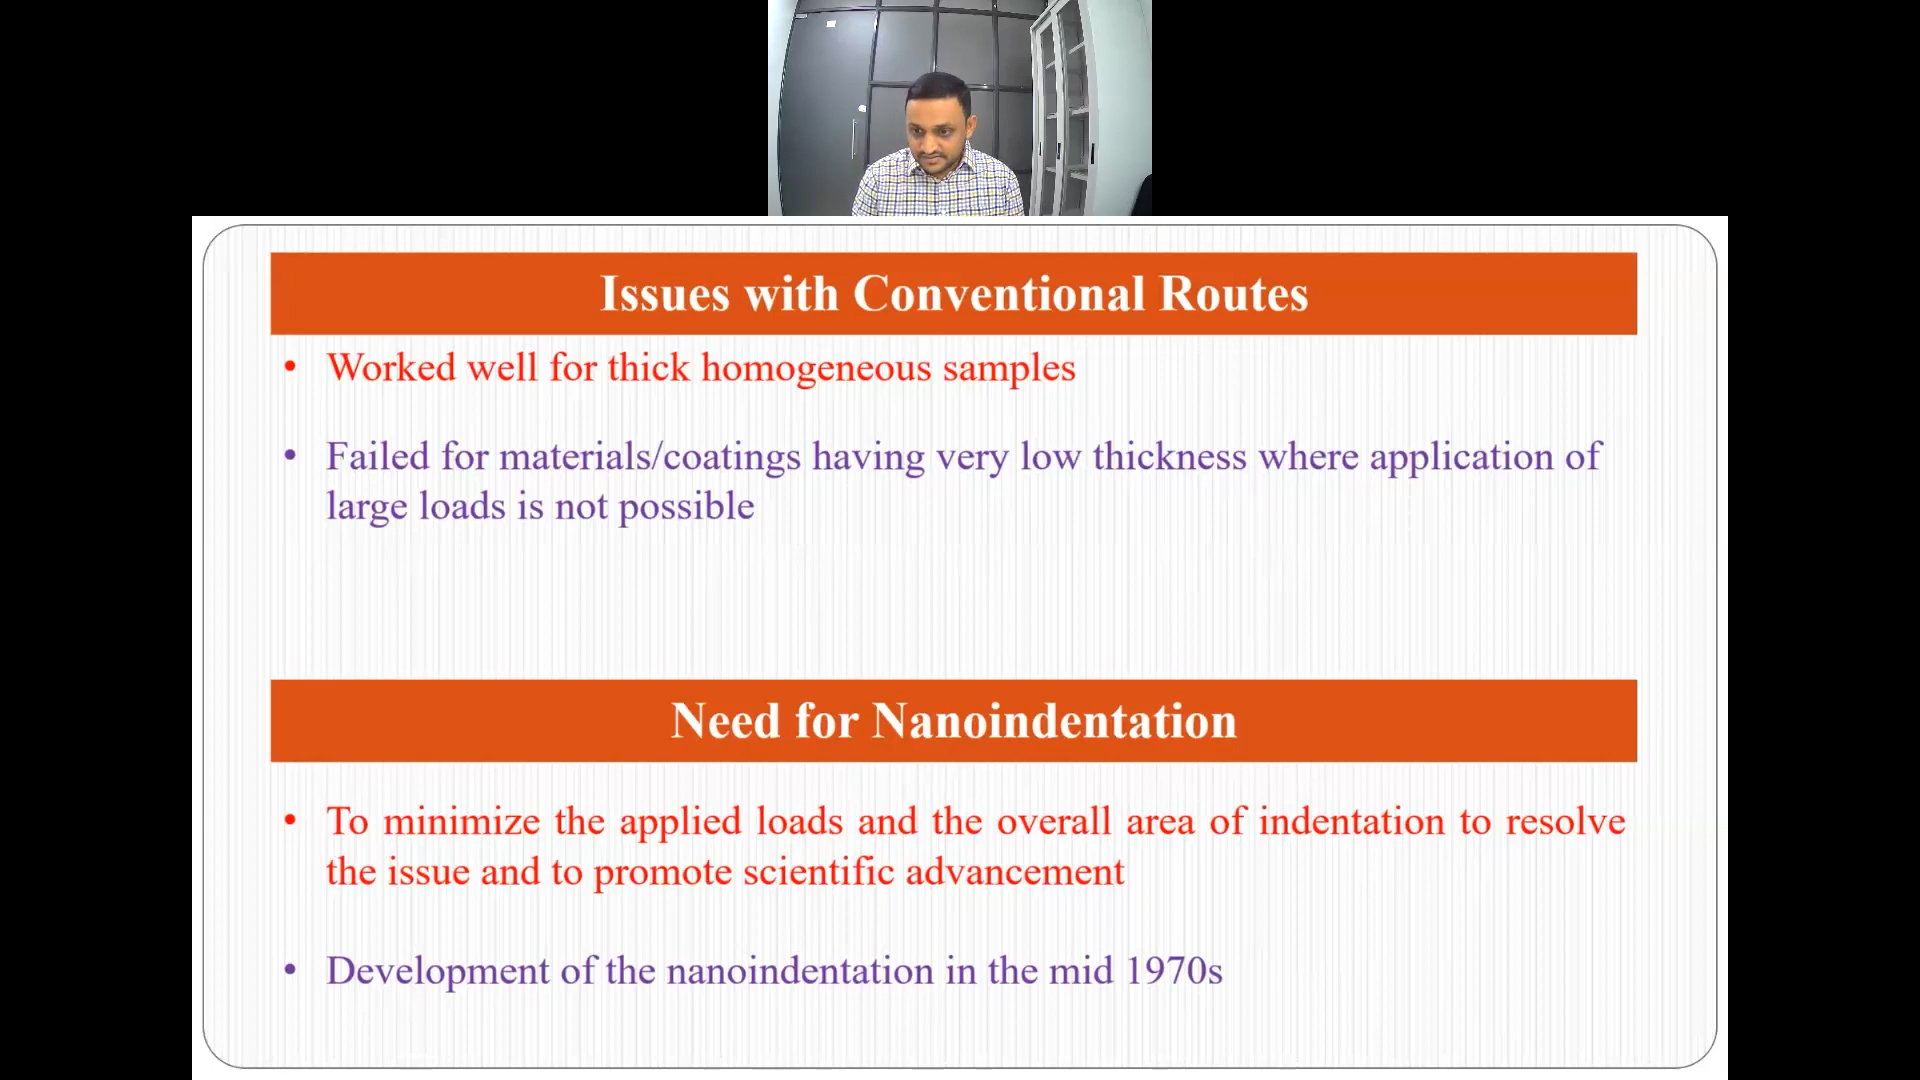 Issues with Conventional Routes
• Worked well for thick homogeneous samples
• Failed for materials/coatings having very low thickness where application of
large loads is not possible
Need for Nanoindentation
• To minimize the applied loads and the overall area of indentation to resolve
the issue and to promote scientific advancement
• Development of the nanoindentation in the mid 1970s